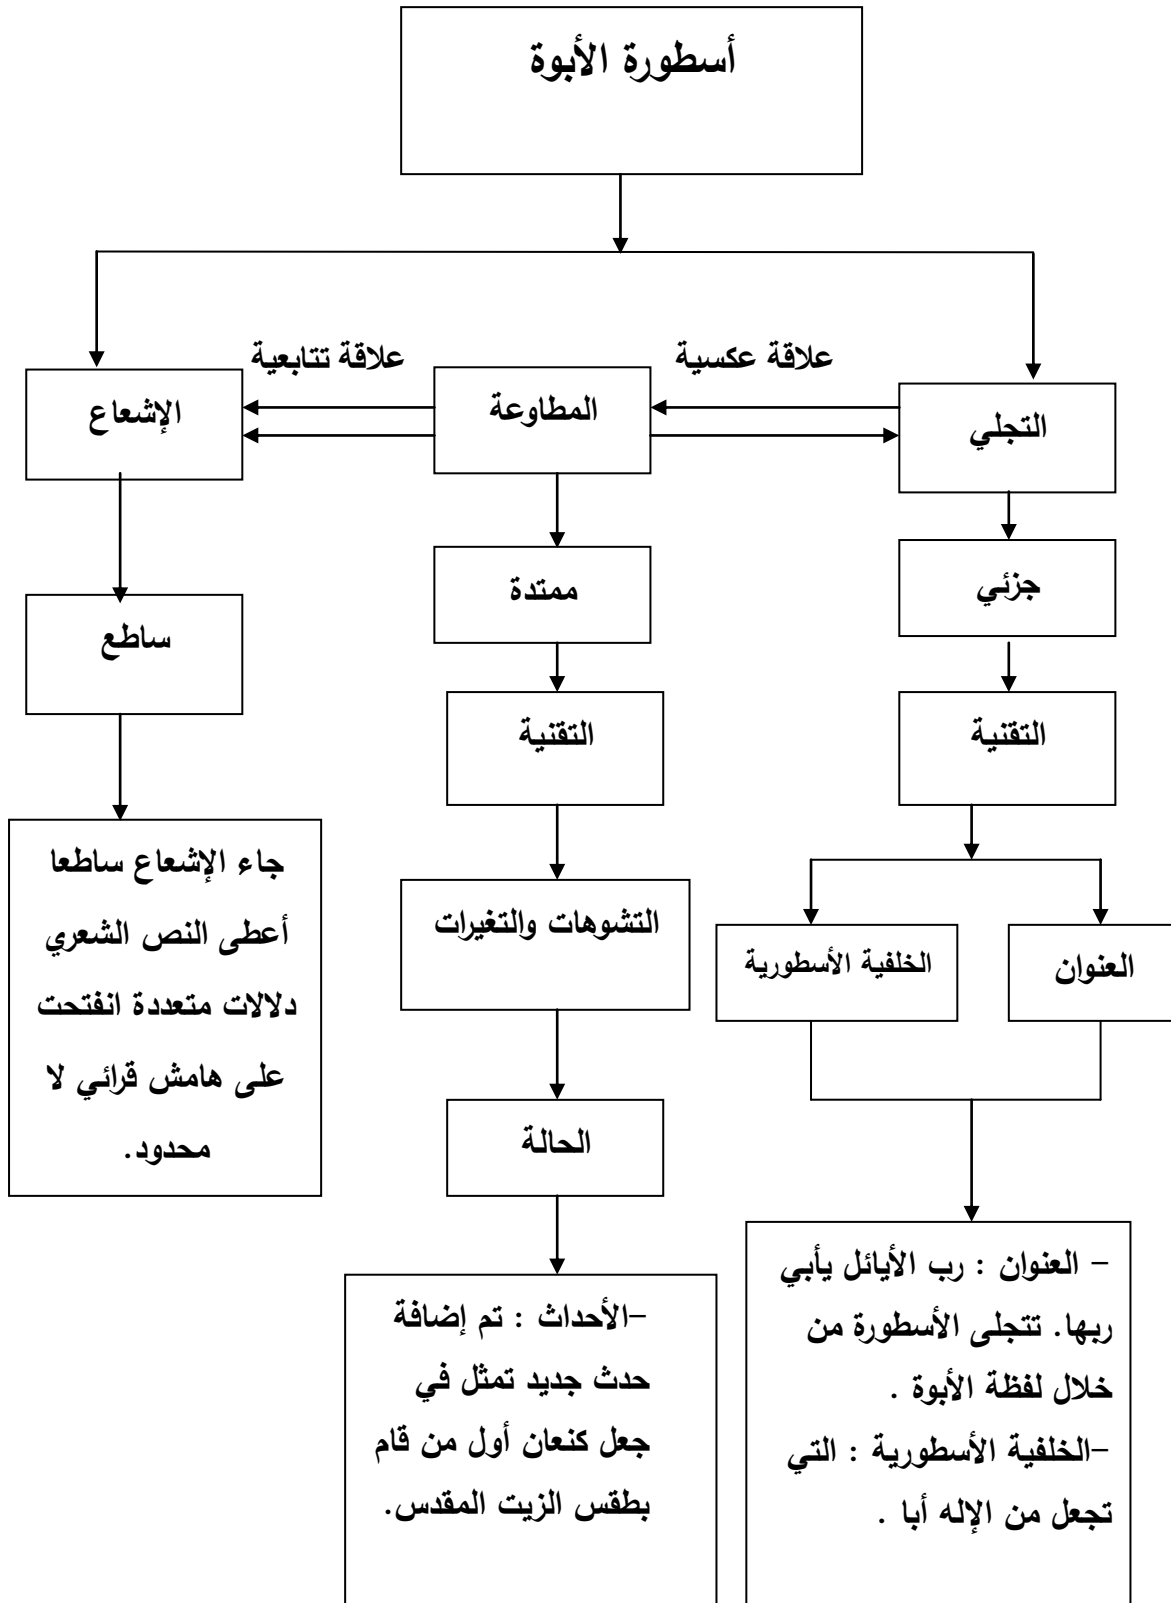 أسطورة الأبوة
علاقة عكسية
علاقة تتابعية
التجلي
المطاوعة
الإشعاع
جزئي
ممتدة
ساطع
التقنية
التقنية
العنوان
الخلفية الأسطورية
التشوهات والتغيرات
جاء الإشعاع ساطعا
أعطى النص الشعري
دلالات متعددة انفتحت
على هامش قرائي لا
محدود.
الحالة
– العنوان : رب الأيائل يأبي
ربها. تتجلى الأسطورة من
خلال لفظة الأبوة .
–الخلفية الأسطورية : التي
تجعل من الإله أبا .
–الأحداث : تم إضافة
حدث جديد تمثل في
جعل كنعان أول من قام
بطقس الزيت المقدس.